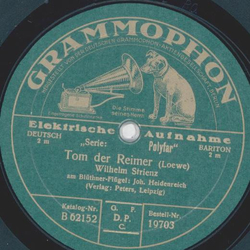 GRAMMOPHON
Elektrische Aufnahme
DEUTSCH
2 m
„Serie: Polyfar"
BARITON
2 m
Tom der Reimer (Loewe)
Wilhelm Strienz
am Blüthner-Flügel: Joh. Heidenreich
(Verlag: Peters, Leipzig)
Katalog-Nr.
B 62152
G. P.
D.P.
C.
Bestell-Nr.
19703